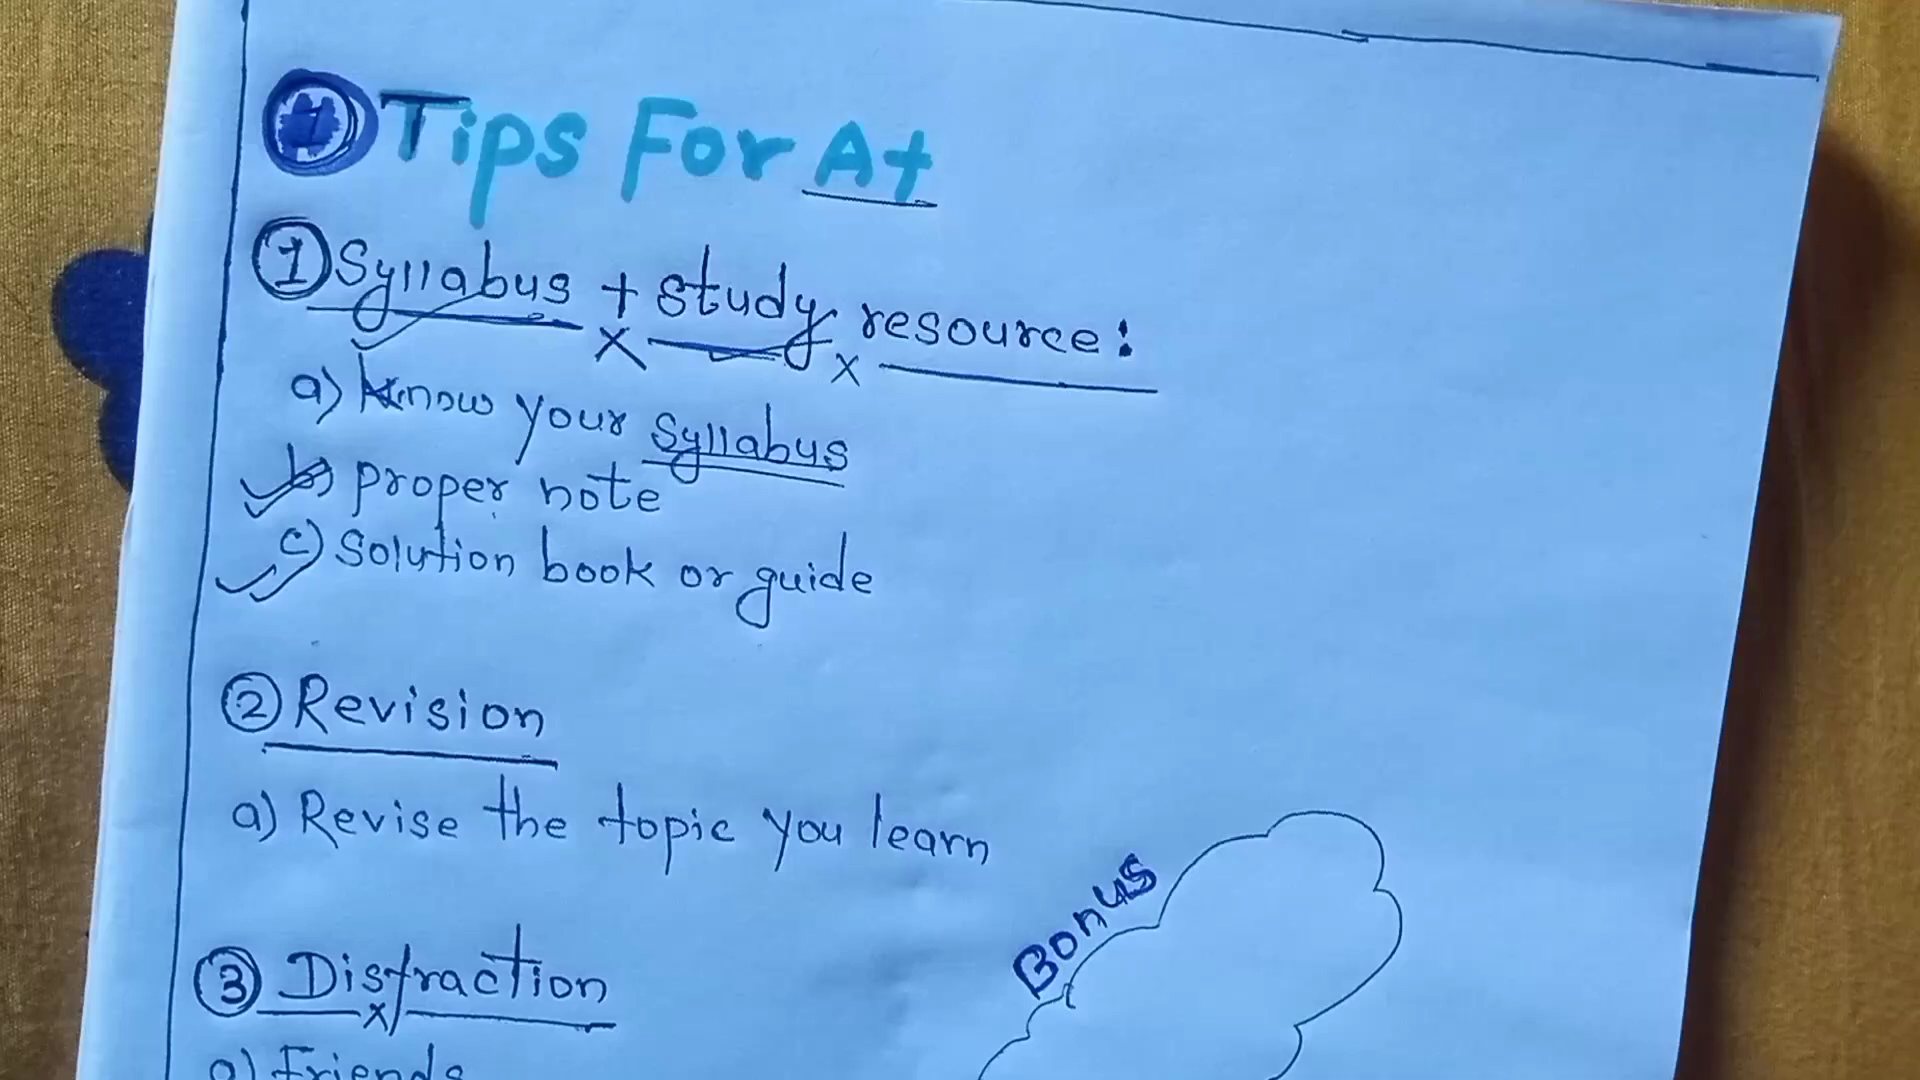 # Tips For A+
① Syllabus + study resource:
a) Know your syllabus
b) proper note
c) solution book or guide
② Revision
a) Revise the topic you learn
Bonus
③ Distraction
a) Friends